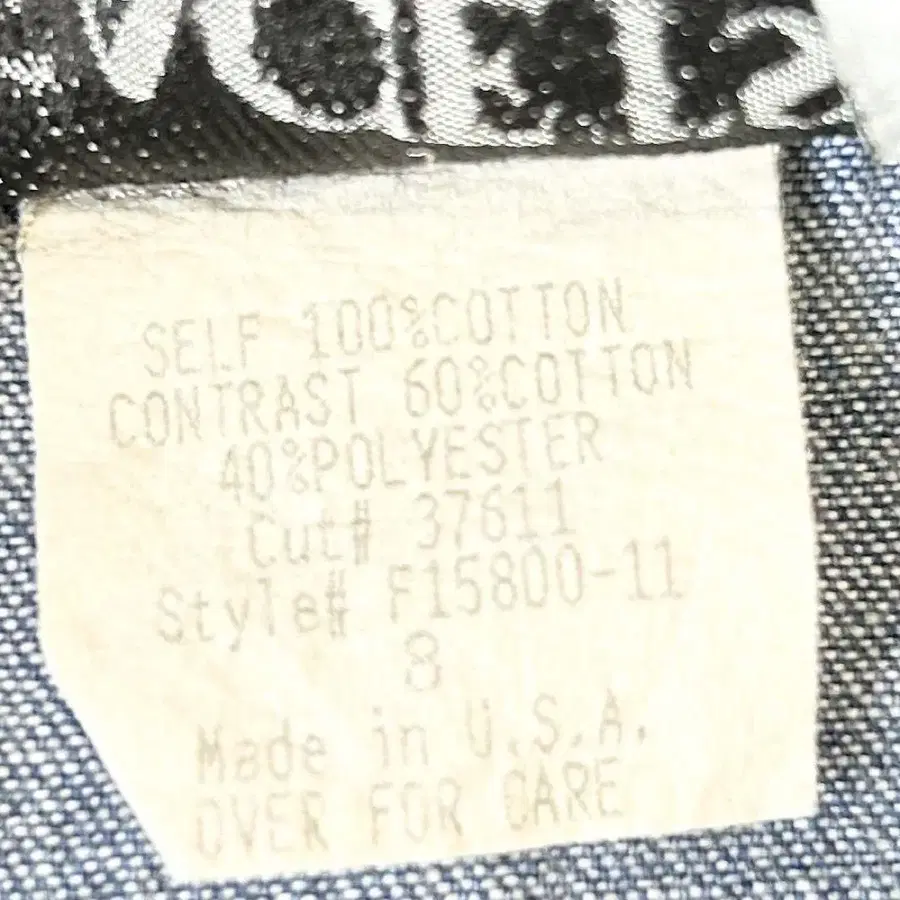 SELF 100%COTTON
CONTRAST 60%COTTON
40%POLYESTER
Cut# 37611
Style# F15800-11
8
Made in U.S.A.
OVER FOR CARE